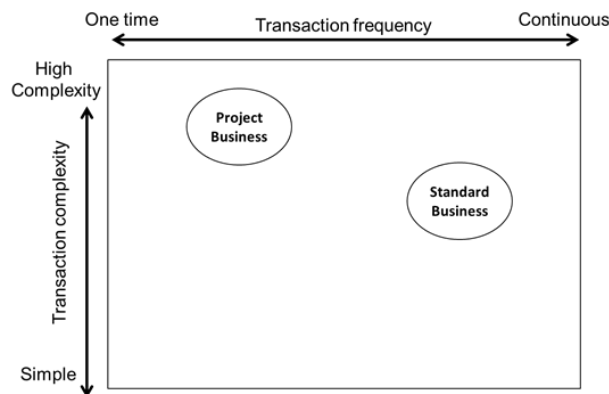 One time
Transaction frequency
Continuous
High
Complexity
Project
Business
Standard
Business
Transaction complexity
Simple